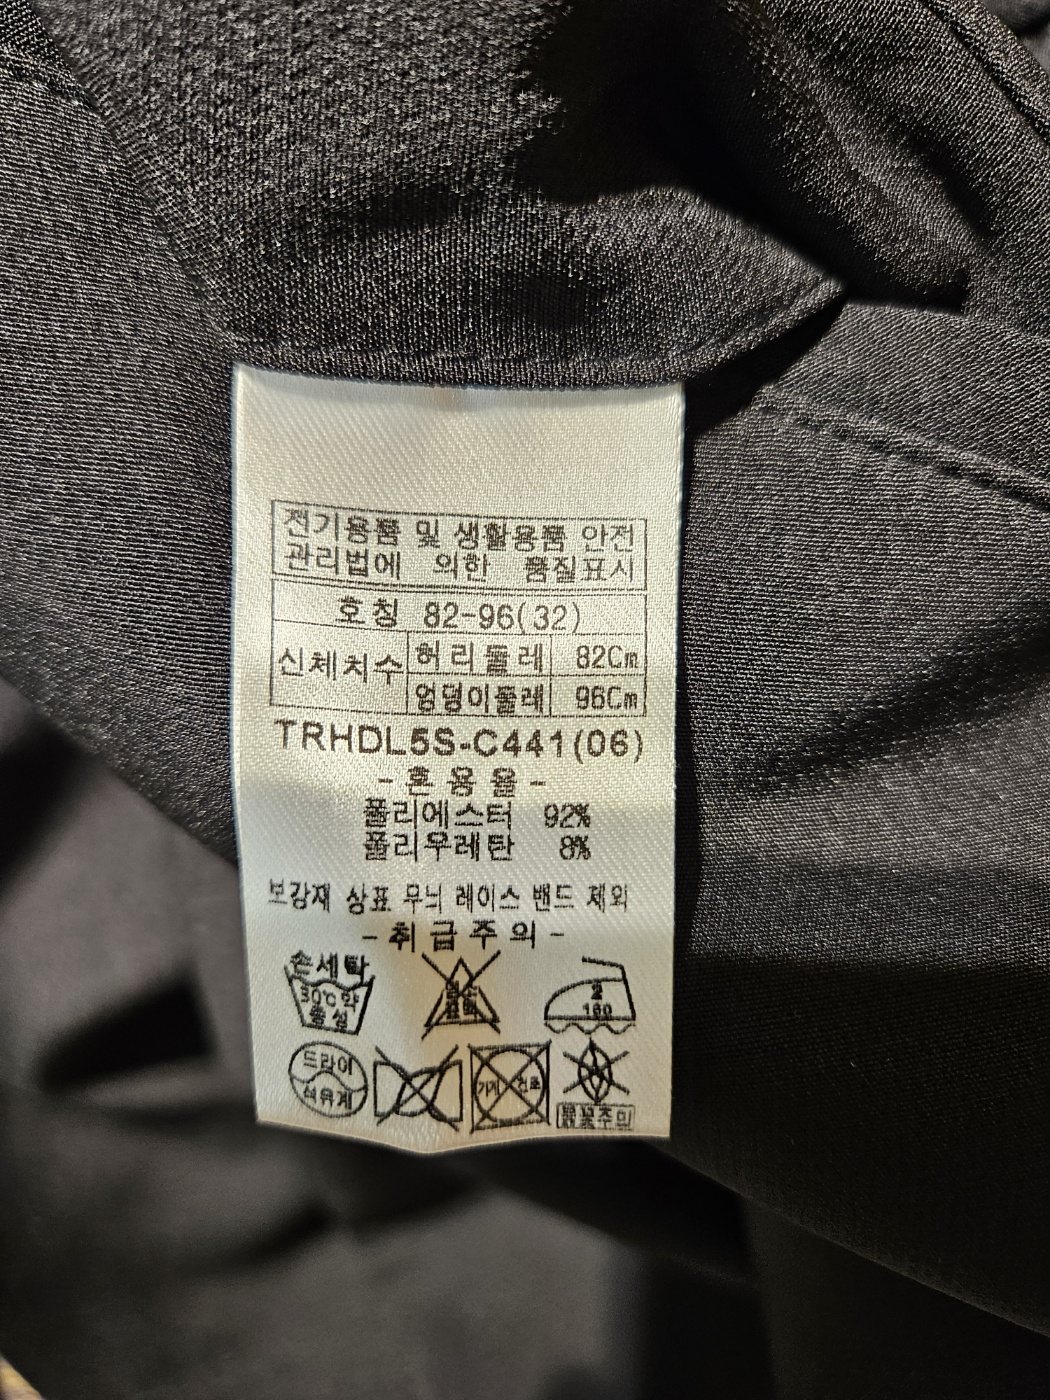 전기용품 및 생활용품 안전
관리법에 의한 품질표시
호칭 82-96(32)
신체치수 허리둘레 82Cm
엉덩이둘레 96Cm
TRHDL5S-C441(06)
-혼용율-
폴리에스터 92%
폴리우레탄 8%
보강재 상표 무늬 레이스 밴드 제외
-취급주의-
손세탁
30℃약
중성
2
160
드라이
석유계
기계 건조
불꽃주의